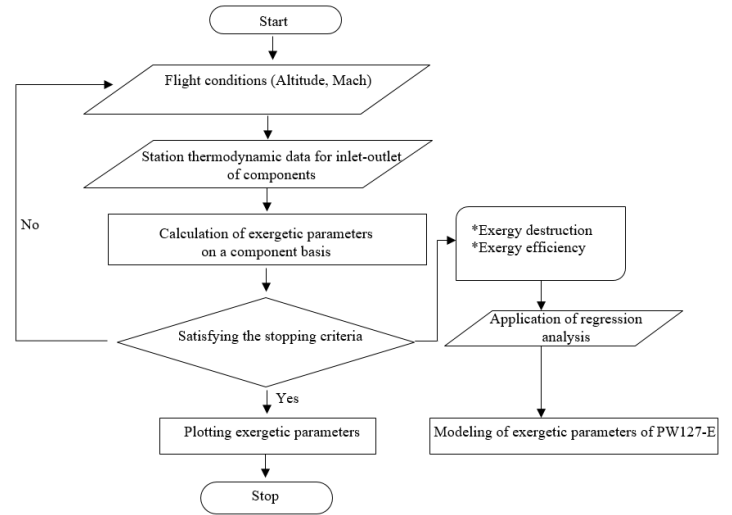 Start
Flight conditions (Altitude, Mach)
Station thermodynamic data for inlet-outlet
of components
Calculation of exergetic parameters
on a component basis
No
*Exergy destruction
*Exergy efficiency
Satisfying the stopping criteria
Application of regression
analysis
Yes
Plotting exergetic parameters
Modeling of exergetic parameters of PW127-E
Stop